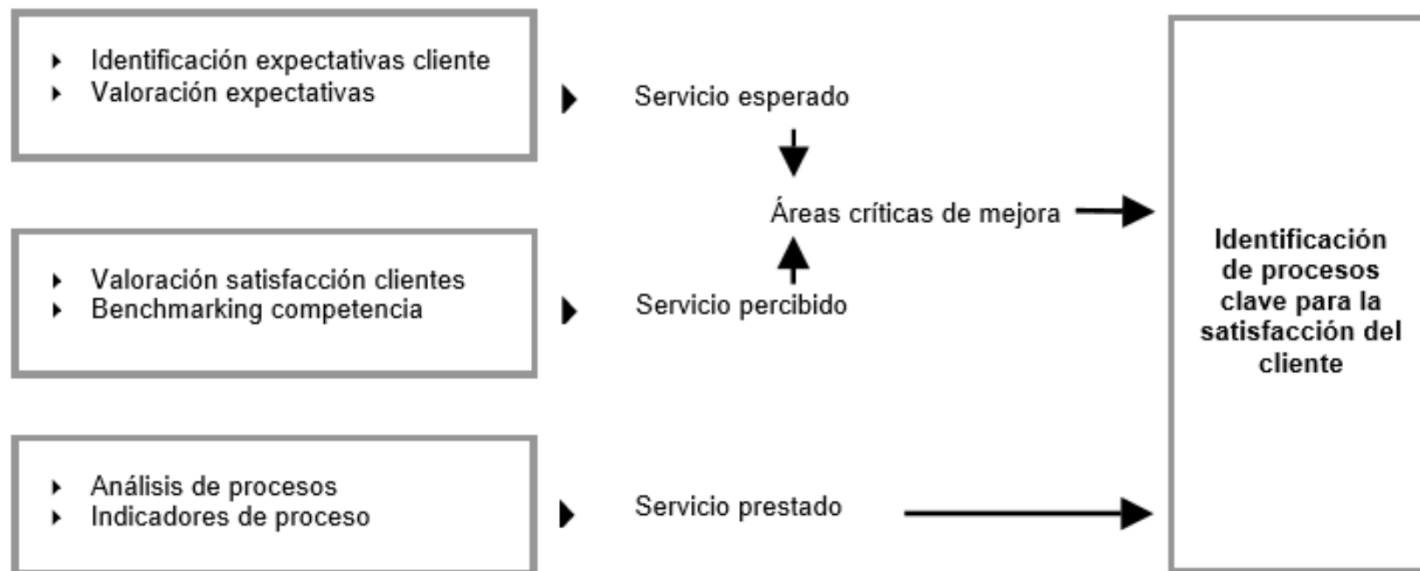 Identificación expectativas cliente
Valoración expectativas
Servicio esperado
Áreas críticas de mejora
Valoración satisfacción clientes
Benchmarking competencia
Servicio percibido
Análisis de procesos
Indicadores de proceso
Servicio prestado
Identificación
de procesos
clave para la
satisfacción del
cliente